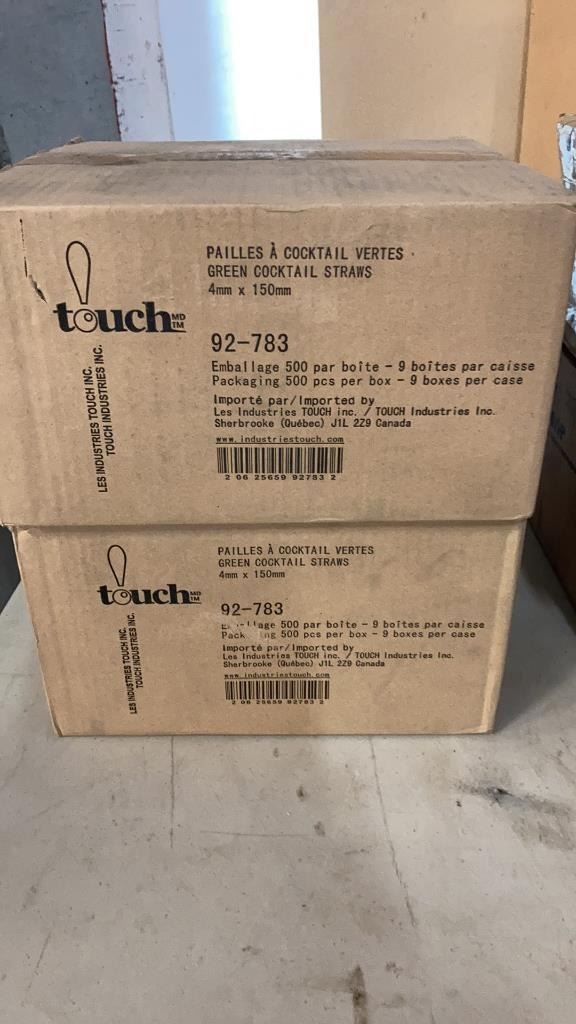 PAILLES À COCKTAIL VERTES
GREEN COCKTAIL STRAWS
4mm x 150mm
touch MD TM
92-783
Emballage 500 par boîte - 9 boîtes par caisse
Packaging 500 pcs per box - 9 boxes per case
Importé par/Imported by
Les Industries TOUCH inc. / TOUCH Industries Inc.
Sherbrooke (Québec) J1L 2Z9 Canada
www.industriestouch.com
2 06 25659 92783 2
LES INDUSTRIES TOUCH INC.
TOUCH INDUSTRIES INC.
PAILLES À COCKTAIL VERTES
GREEN COCKTAIL STRAWS
4mm x 150mm
touch MD TM
92-783
500 par boîte - 9 boîtes par caisse
500 pcs per box - 9 boxes per case
Importé par/Imported by
Les Industries TOUCH inc. / TOUCH Industries Inc.
Sherbrooke (Québec) J1L 2Z9 Canada
www.industriestouch.com
2 06 25659 92783 2
LES INDUSTRIES TOUCH INC.
TOUCH INDUSTRIES INC.